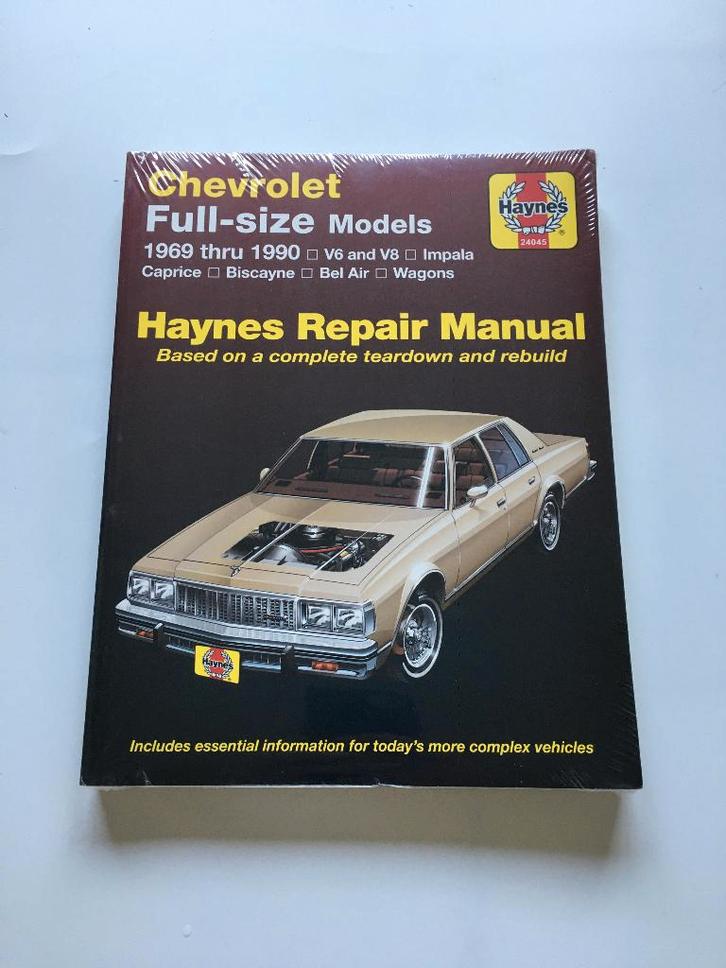 Chevrolet
Full-size Models
1969 thru 1990 □ V6 and V8 □ Impala
Caprice □ Biscayne □ Bel Air □ Wagons
Haynes
®
24045
Haynes Repair Manual
Based on a complete teardown and rebuild
Haynes
Includes essential information for today's more complex vehicles